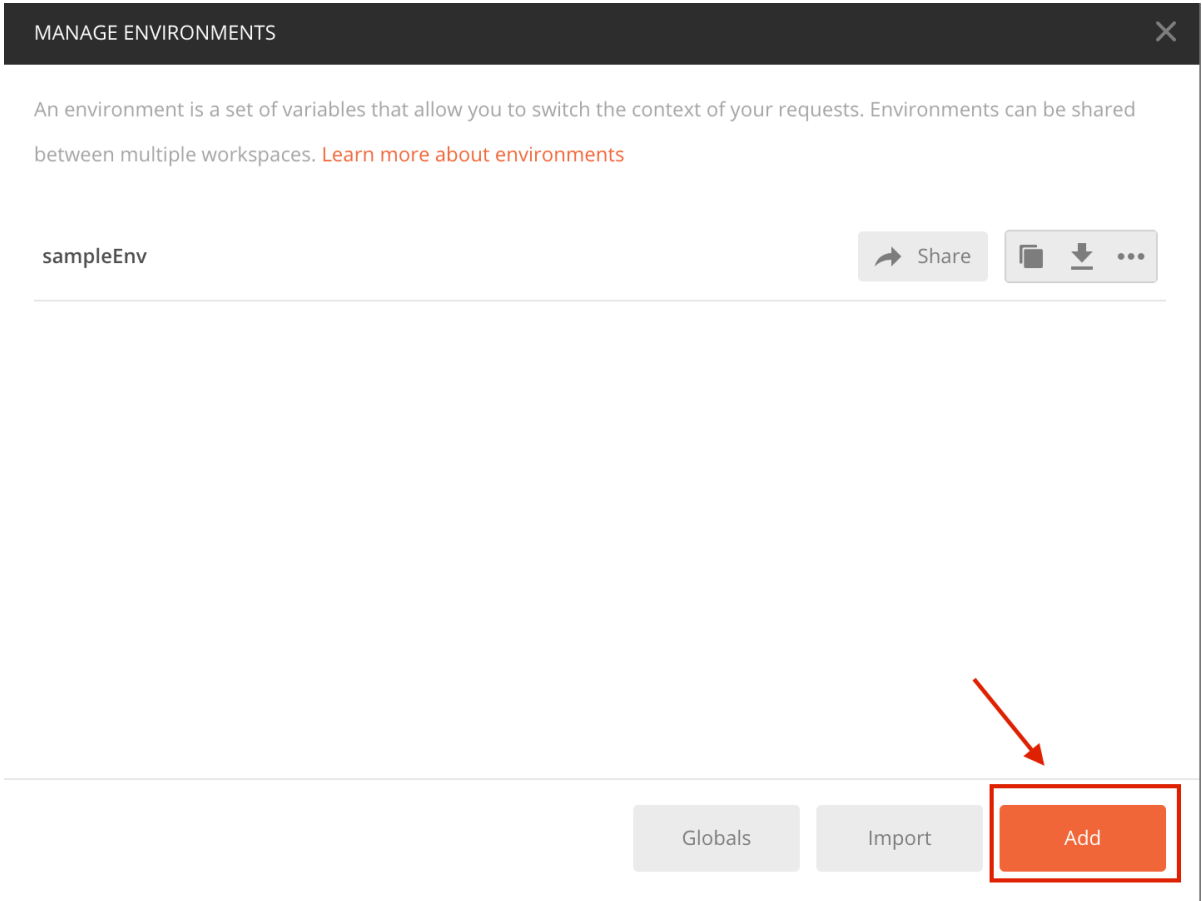 MANAGE ENVIRONMENTS
An environment is a set of variables that allow you to switch the context of your requests. Environments can be shared
between multiple workspaces. Learn more about environments
sampleEnv Share
Globals Import Add